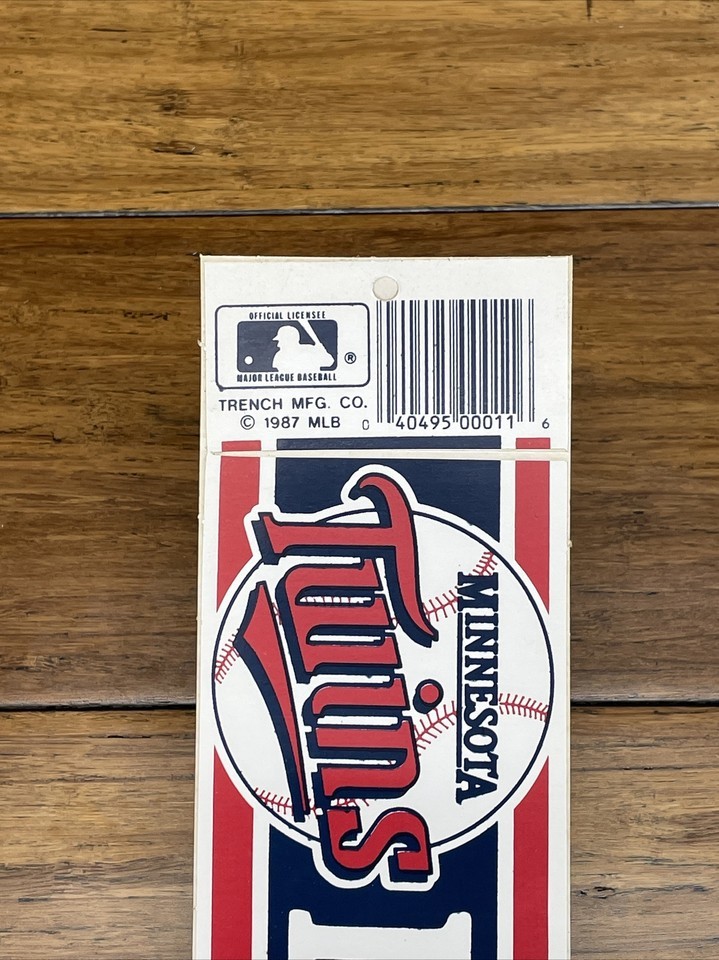 OFFICIAL LICENSEE
®
MAJOR LEAGUE BASEBALL
TRENCH MFG. CO.
© 1987 MLB
0 40495 00011 6
MINNESOTA
Twins